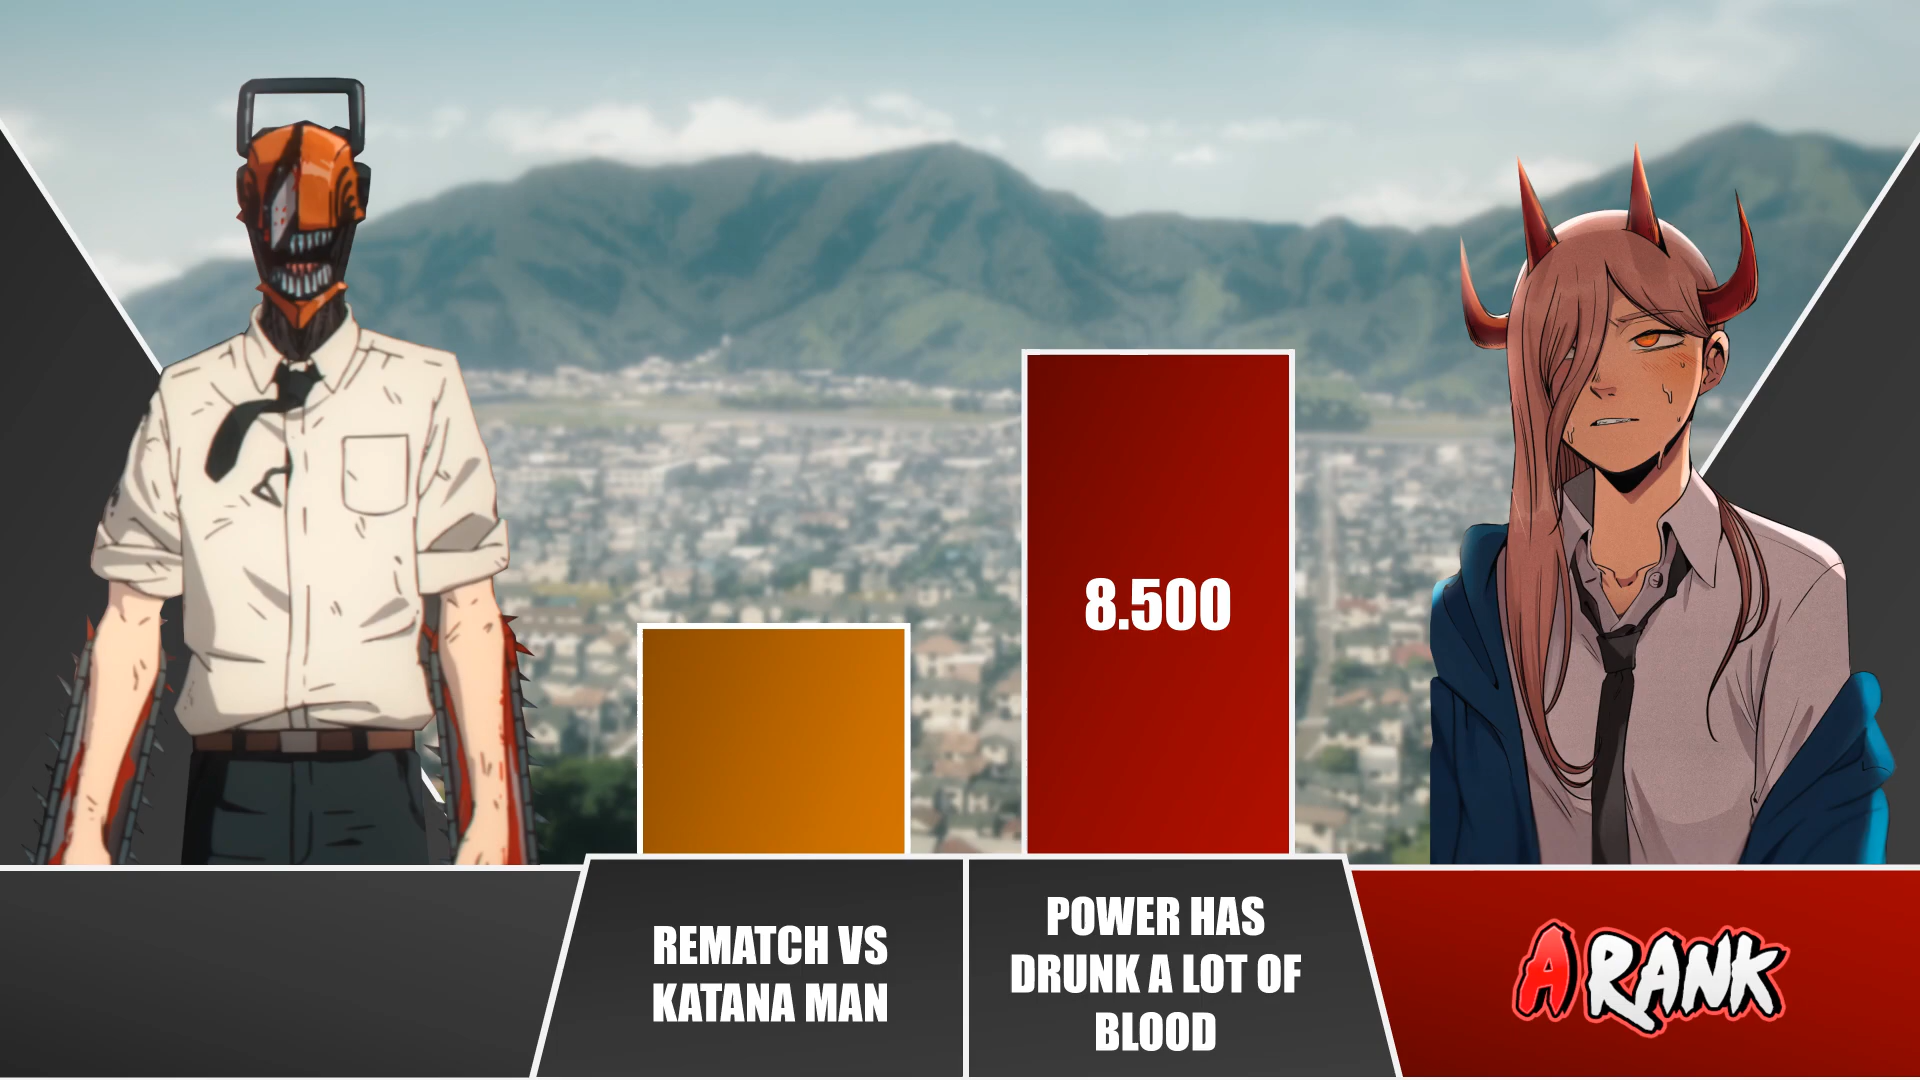 8.500
REMATCH VS
KATANA MAN
POWER HAS
DRUNK A LOT OF
BLOOD
A RANK